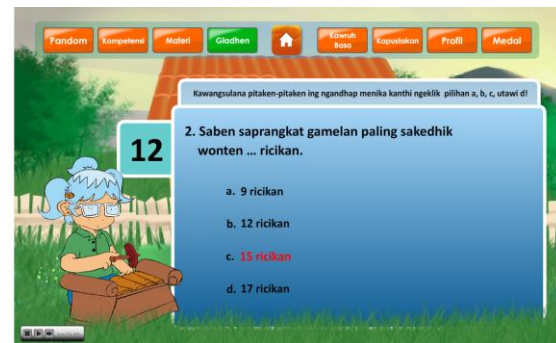 Pandom
Kompetensi
Materi
Gladhen
Kawruh
Basa
Kapustakan
Profil
Medal
Kawangsulana pitaken-pitaken ing ngandhap menika kanthi ngeklik pilihan a, b, c, utawi d!
12
2. Saben saprangkat gamelan paling sakedhik
wonten ... ricikan.
a. 9 ricikan
b. 12 ricikan
c. 15 ricikan
d. 17 ricikan